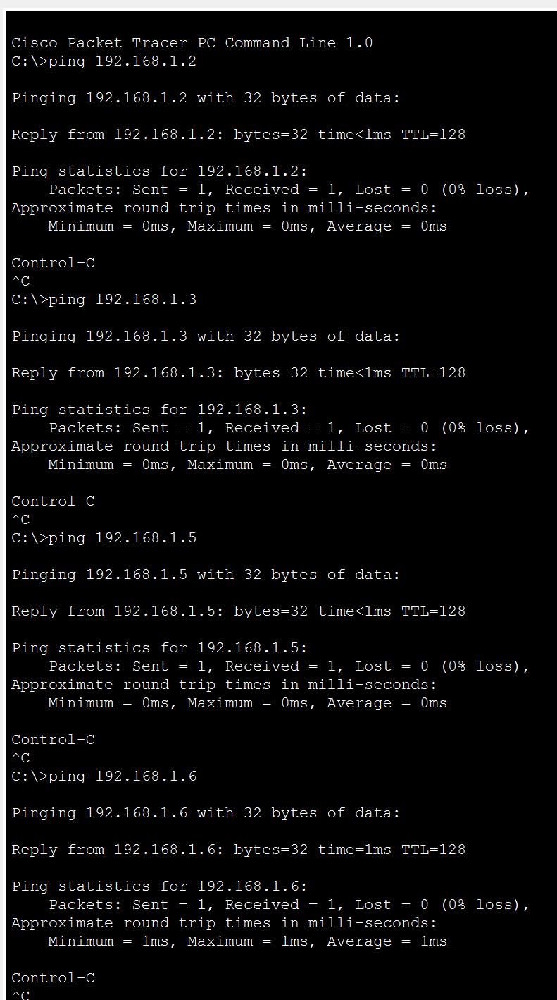 Cisco Packet Tracer PC Command Line 1.0
C:\>ping 192.168.1.2
Pinging 192.168.1.2 with 32 bytes of data:
Reply from 192.168.1.2: bytes=32 time<1ms TTL=128
Ping statistics for 192.168.1.2:
    Packets: Sent = 1, Received = 1, Lost = 0 (0% loss),
Approximate round trip times in milli-seconds:
    Minimum = 0ms, Maximum = 0ms, Average = 0ms
Control-C
^C
C:\>ping 192.168.1.3
Pinging 192.168.1.3 with 32 bytes of data:
Reply from 192.168.1.3: bytes=32 time<1ms TTL=128
Ping statistics for 192.168.1.3:
    Packets: Sent = 1, Received = 1, Lost = 0 (0% loss),
Approximate round trip times in milli-seconds:
    Minimum = 0ms, Maximum = 0ms, Average = 0ms
Control-C
^C
C:\>ping 192.168.1.5
Pinging 192.168.1.5 with 32 bytes of data:
Reply from 192.168.1.5: bytes=32 time<1ms TTL=128
Ping statistics for 192.168.1.5:
    Packets: Sent = 1, Received = 1, Lost = 0 (0% loss),
Approximate round trip times in milli-seconds:
    Minimum = 0ms, Maximum = 0ms, Average = 0ms
Control-C
^C
C:\>ping 192.168.1.6
Pinging 192.168.1.6 with 32 bytes of data:
Reply from 192.168.1.6: bytes=32 time=1ms TTL=128
Ping statistics for 192.168.1.6:
    Packets: Sent = 1, Received = 1, Lost = 0 (0% loss),
Approximate round trip times in milli-seconds:
    Minimum = 1ms, Maximum = 1ms, Average = 1ms
Control-C
^C